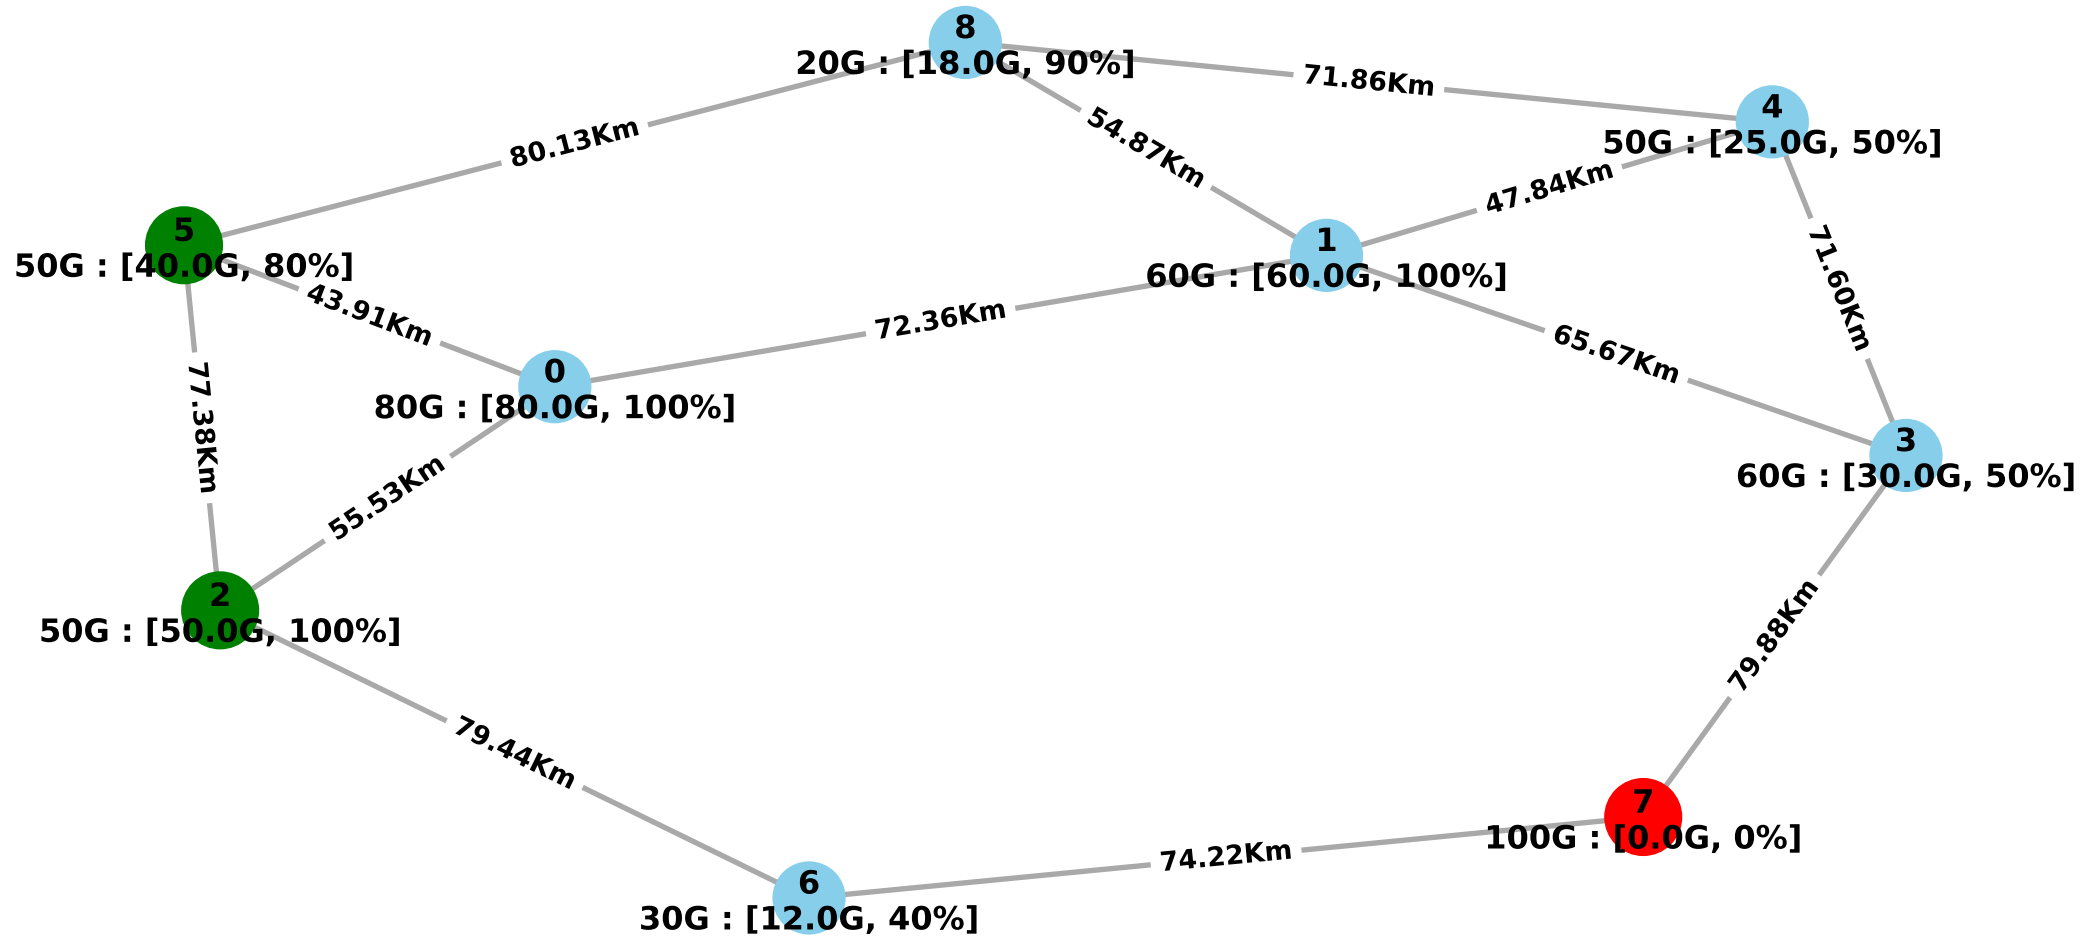 8
20G : [18.0G, 90%]
71.86Km
4
50G : [25.0G, 50%]
80.13Km
54.87Km
47.84Km
5
50G : [40.0G, 80%]
1
60G : [60.0G, 100%]
71.60Km
43.91Km
72.36Km
65.67Km
0
80G : [80.0G, 100%]
77.38Km
3
60G : [30.0G, 50%]
55.53Km
2
50G : [50.0G, 100%]
79.88Km
79.44Km
7
100G : [0.0G, 0%]
74.22Km
6
30G : [12.0G, 40%]